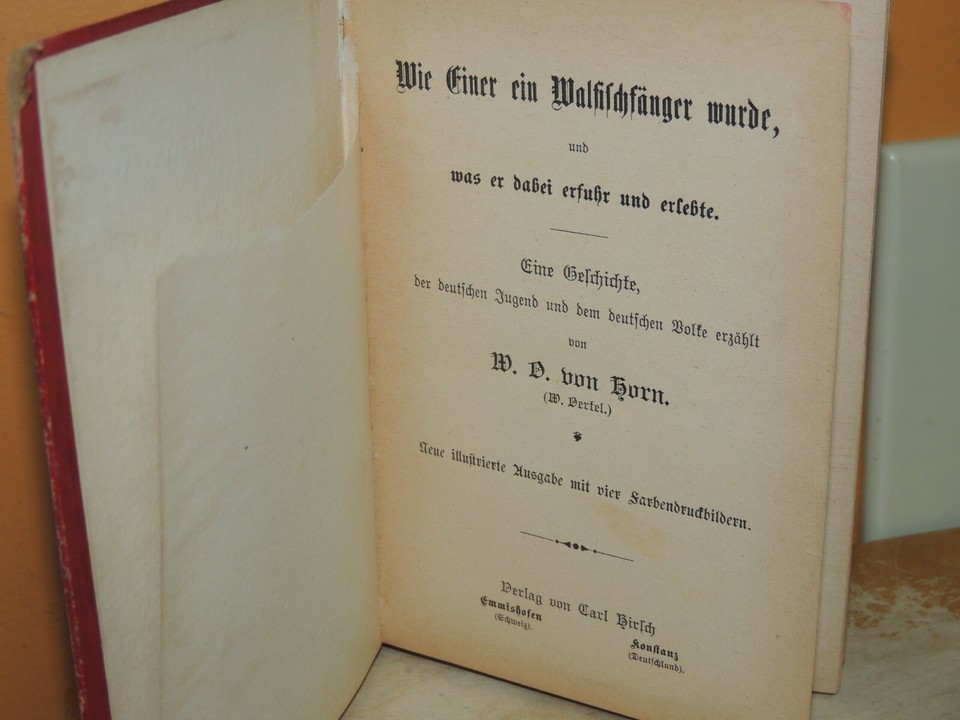 Wie Einer ein Walfischfänger wurde,
und
was er dabei erfuhr und erlebte.
Eine Geschichte,
der deutschen Jugend und dem deutschen Volke erzählt
von
W. O. von Horn.
(W. Oertel.)
Neue illustrierte Ausgabe mit vier Farbendruckbildern.
Verlag von Carl Hirsch
Emmishofen
(Schweiz).
Konstanz
(Deutschland).